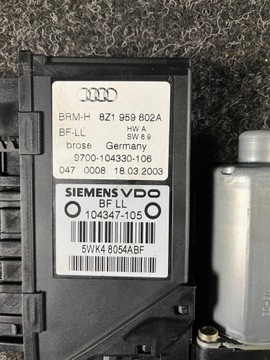 BRM-H 8Z1 959 802A
BF-LL HW A
SW 6.9
brose Germany
9700-104330-106
047 0008 18.03.2003
SIEMENS VDO
BF LL
104347-105
5WK4 8054ABF